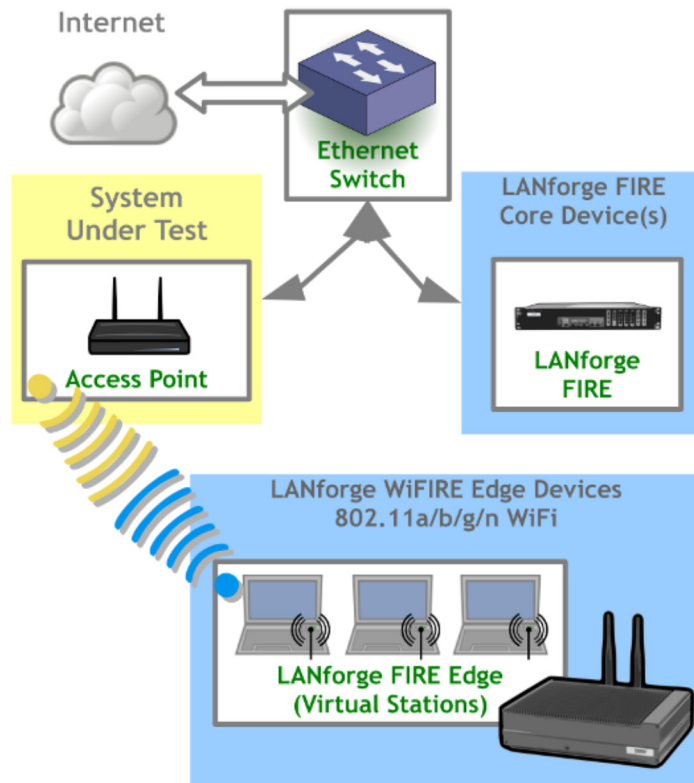 Internet
Ethernet
Switch
System
Under Test
LANforge FIRE
Core Device(s)
Access Point
LANforge
FIRE
LANforge WiFIRE Edge Devices
802.11a/b/g/n WiFi
LANforge FIRE Edge
(Virtual Stations)